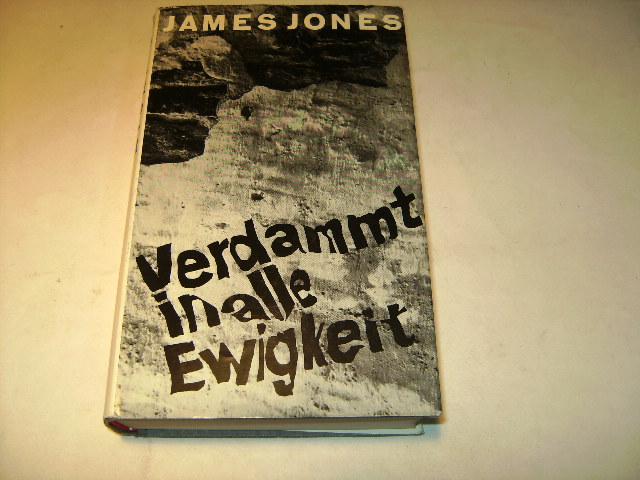 JAMES JONES
Verdammt
in alle
Ewigkeit